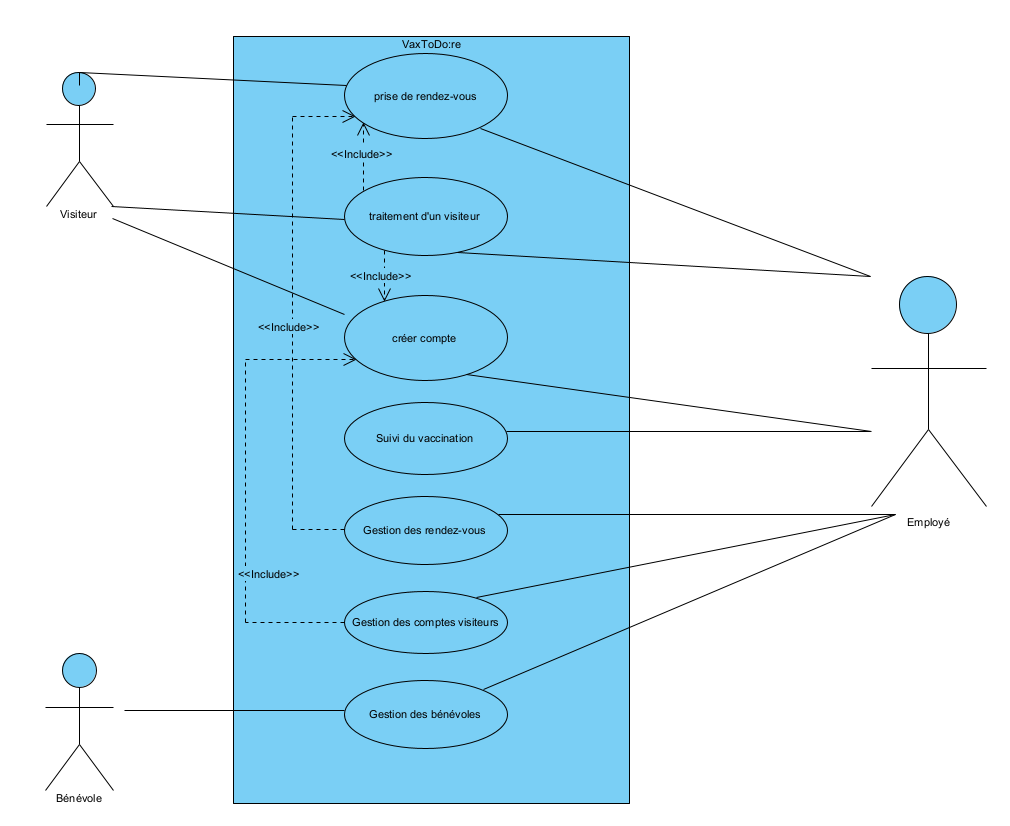 VaxToDo:re
prise de rendez-vous
<<Include>>
Visiteur
traitement d'un visiteur
<<Include>>
<<Include>>
créer compte
Suivi du vaccination
Gestion des rendez-vous
Employé
<<Include>>
Gestion des comptes visiteurs
Gestion des bénévoles
Bénévole